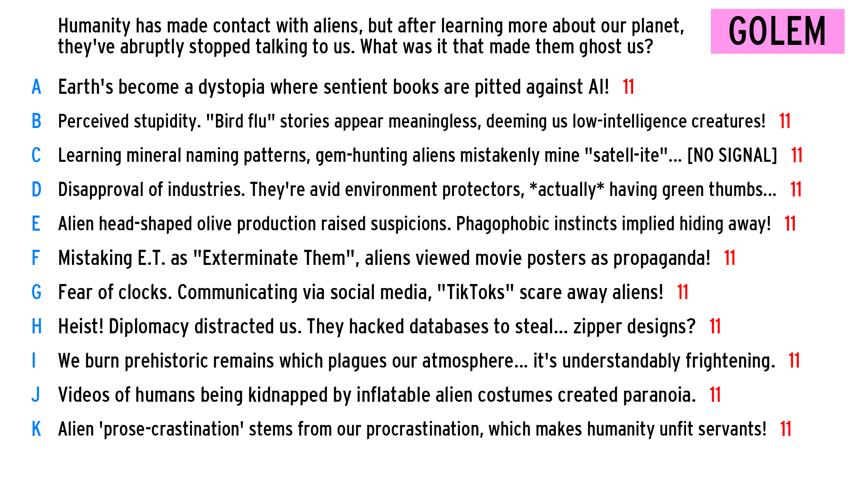 Humanity has made contact with aliens, but after learning more about our planet,
they've abruptly stopped talking to us. What was it that made them ghost us?
GOLEM
A Earth's become a dystopia where sentient books are pitted against AI! 11
B Perceived stupidity. "Bird flu" stories appear meaningless, deeming us low-intelligence creatures! 11
C Learning mineral naming patterns, gem-hunting aliens mistakenly mine "satell-ite"... [NO SIGNAL] 11
D Disapproval of industries. They're avid environment protectors, *actually* having green thumbs... 11
E Alien head-shaped olive production raised suspicions. Phagophobic instincts implied hiding away! 11
F Mistaking E.T. as "Exterminate Them", aliens viewed movie posters as propaganda! 11
G Fear of clocks. Communicating via social media, "TikToks" scare away aliens! 11
H Heist! Diplomacy distracted us. They hacked databases to steal... zipper designs? 11
I We burn prehistoric remains which plagues our atmosphere... it's understandably frightening. 11
J Videos of humans being kidnapped by inflatable alien costumes created paranoia. 11
K Alien 'prose-crastination' stems from our procrastination, which makes humanity unfit servants! 11